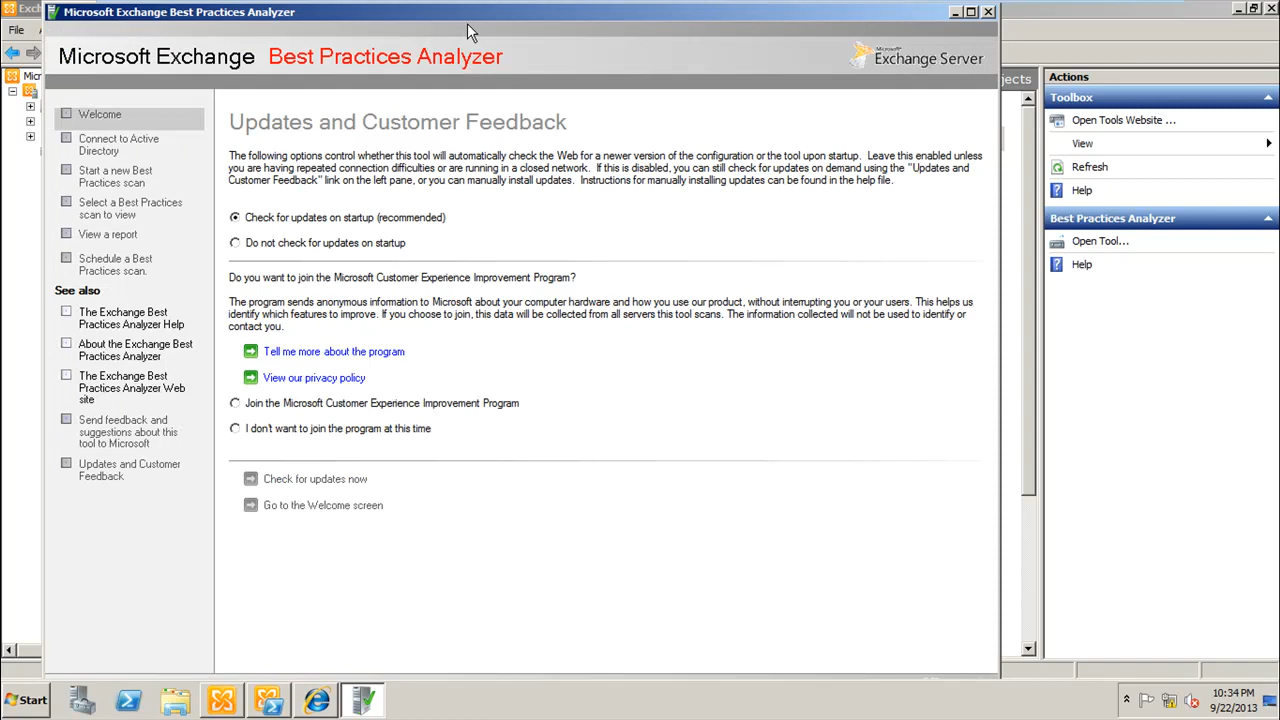 Exch
Microsoft Exchange Best Practices Analyzer
File
Microsoft Exchange Best Practices Analyzer
Microsoft
Exchange Server
Micr
jects
Actions
Toolbox
Open Tools Website ...
View
Refresh
Help
Best Practices Analyzer
Open Tool...
Help
Welcome
Connect to Active
Directory
Start a new Best
Practices scan
Select a Best Practices
scan to view
View a report
Schedule a Best
Practices scan.
See also
The Exchange Best
Practices Analyzer Help
About the Exchange Best
Practices Analyzer
The Exchange Best
Practices Analyzer Web
site
Send feedback and
suggestions about this
tool to Microsoft
Updates and Customer
Feedback
Updates and Customer Feedback
The following options control whether this tool will automatically check the Web for a newer version of the configuration or the tool upon startup. Leave this enabled unless
you are having repeated connection difficulties or are running in a closed network. If this is disabled, you can still check for updates on demand using the "Updates and
Customer Feedback" link on the left pane, or you can manually install updates. Instructions for manually installing updates can be found in the help file.
Check for updates on startup (recommended)
Do not check for updates on startup
Do you want to join the Microsoft Customer Experience Improvement Program?
The program sends anonymous information to Microsoft about your computer hardware and how you use our product, without interrupting you or your users. This helps us
identify which features to improve. If you choose to join, this data will be collected from all servers this tool scans. The information collected will not be used to identify or
contact you.
Tell me more about the program
View our privacy policy
Join the Microsoft Customer Experience Improvement Program
I don't want to join the program at this time
Check for updates now
Go to the Welcome screen
Start
10:34 PM
9/22/2013